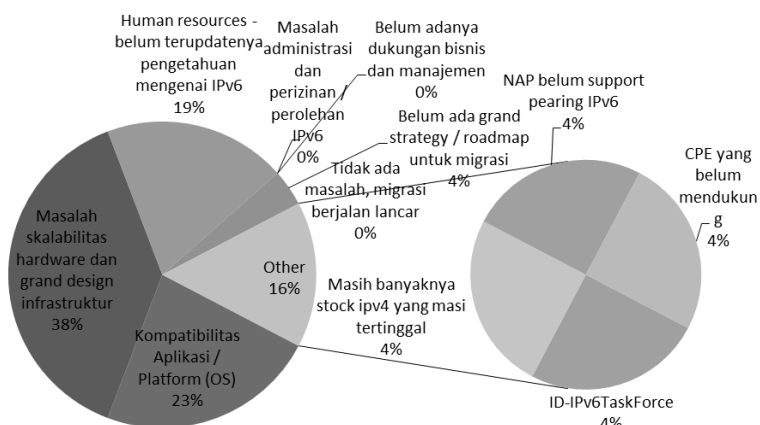 Human resources -
belum terupdatenya
pengetahuan
mengenai IPv6
19%
Masalah
administrasi
dan
perizinan /
perolehan
IPv6
0%
Belum adanya
dukungan bisnis
dan manajemen
0%
Belum ada grand
strategy / roadmap
untuk migrasi
4%
Tidak ada
masalah, migrasi
berjalan lancar
0%
NAP belum support
pearing IPv6
4%
CPE yang
belum
mendukun
g
4%
Masalah
skalabilitas
hardware dan
grand design
infrastruktur
38%
Other
16%
Masih banyaknya
stock ipv4 yang masi
tertinggal
4%
Kompatibilitas
Aplikasi /
Platform (OS)
23%
ID-IPv6TaskForce
4%